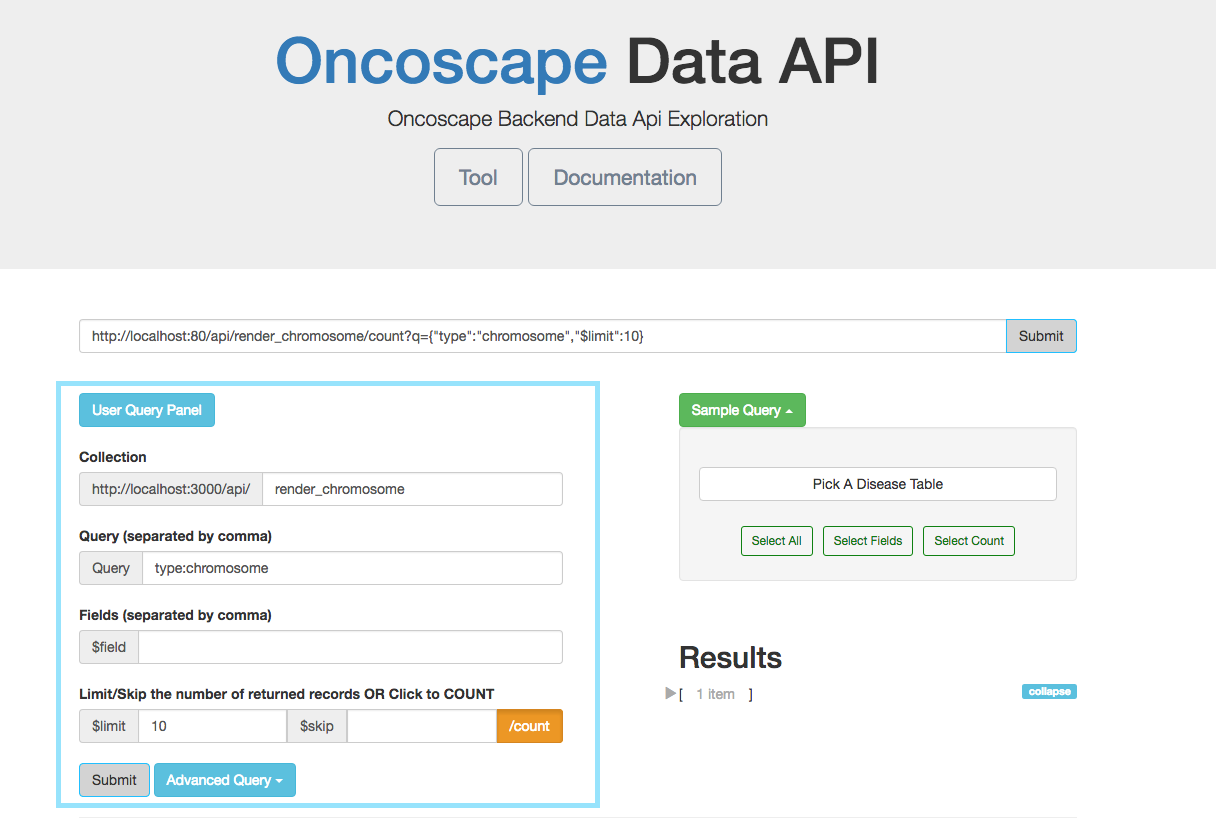 Oncoscape Data API
Oncoscape Backend Data Api Exploration
Tool Documentation
http://localhost:80/api/render_chromosome/count?q={"type":"chromosome","$limit":10} Submit
User Query Panel
Collection
http://localhost:3000/api/ render_chromosome
Query (separated by comma)
Query type:chromosome
Fields (separated by comma)
$field
Limit/Skip the number of returned records OR Click to COUNT
$limit 10 $skip /count
Submit Advanced Query
Sample Query
Pick A Disease Table
Select All Select Fields Select Count
Results
[ 1 item ] collapse